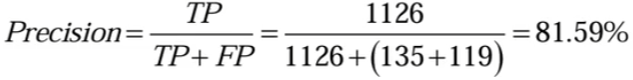 Precision = TP / (TP + FP) = 1126 / (1126 + (135 + 119)) = 81.59%